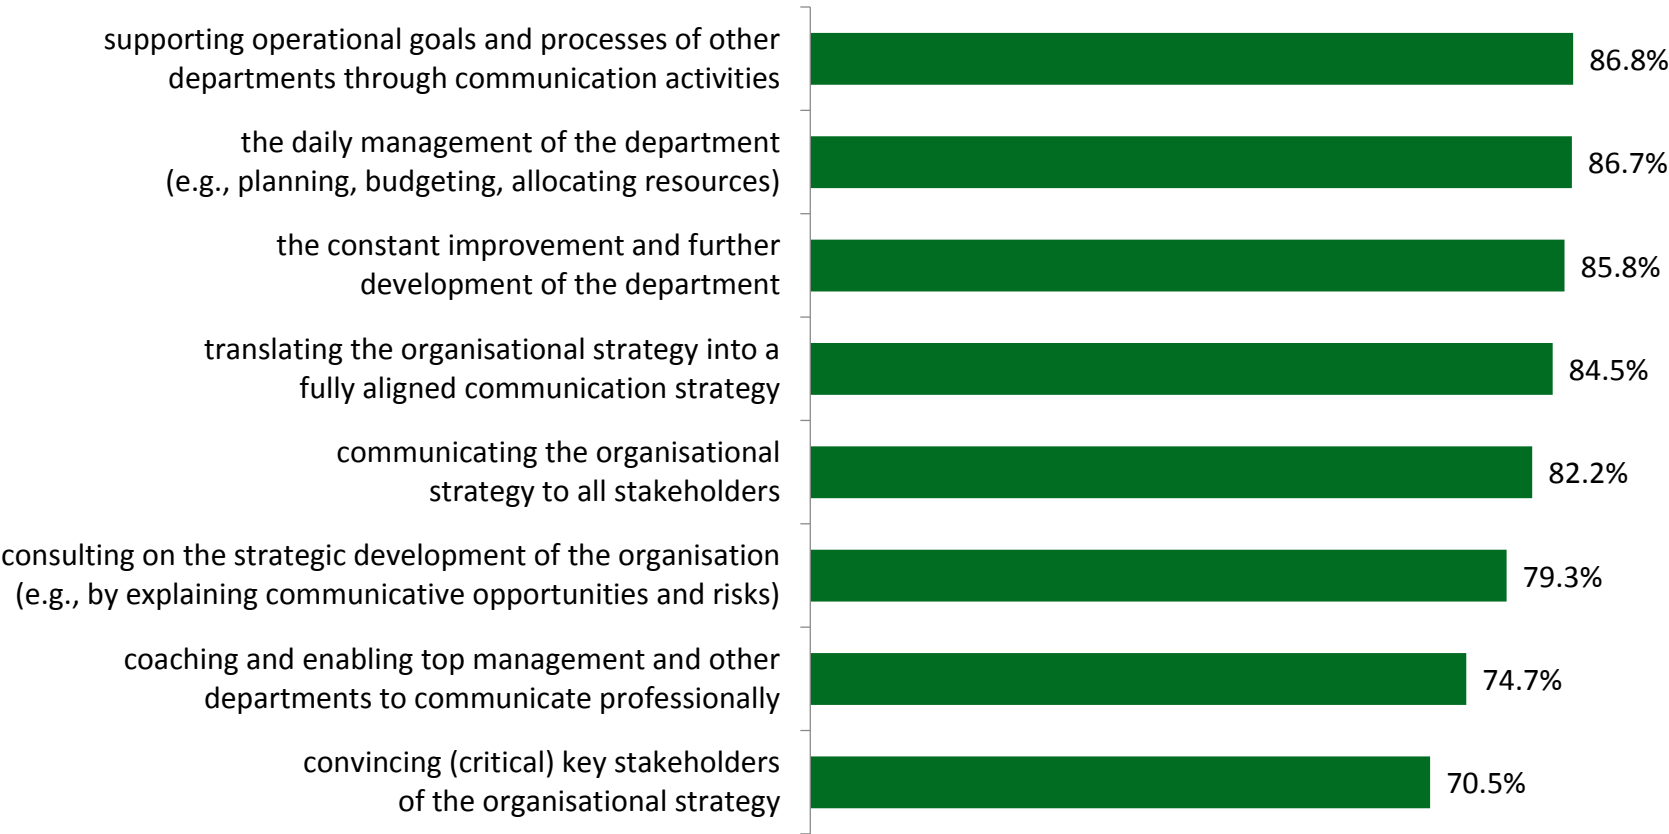 supporting operational goals and processes of other
departments through communication activities
86.8%
the daily management of the department
(e.g., planning, budgeting, allocating resources)
86.7%
the constant improvement and further
development of the department
85.8%
translating the organisational strategy into a
fully aligned communication strategy
84.5%
communicating the organisational
strategy to all stakeholders
82.2%
consulting on the strategic development of the organisation
(e.g., by explaining communicative opportunities and risks)
79.3%
coaching and enabling top management and other
departments to communicate professionally
74.7%
convincing (critical) key stakeholders
of the organisational strategy
70.5%